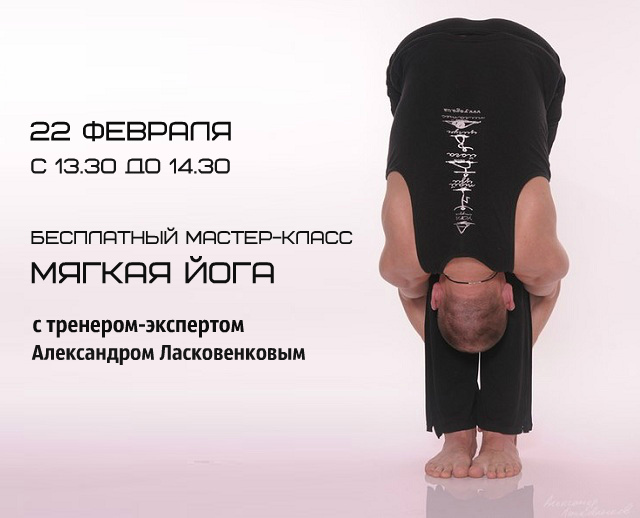 22 ФЕВРАЛЯ
С 13.30 ДО 14.30
БЕСПЛАТНЫЙ МАСТЕР-КЛАСС
МЯГКАЯ ЙОГА
с тренером-экспертом
Александром Ласковенковым